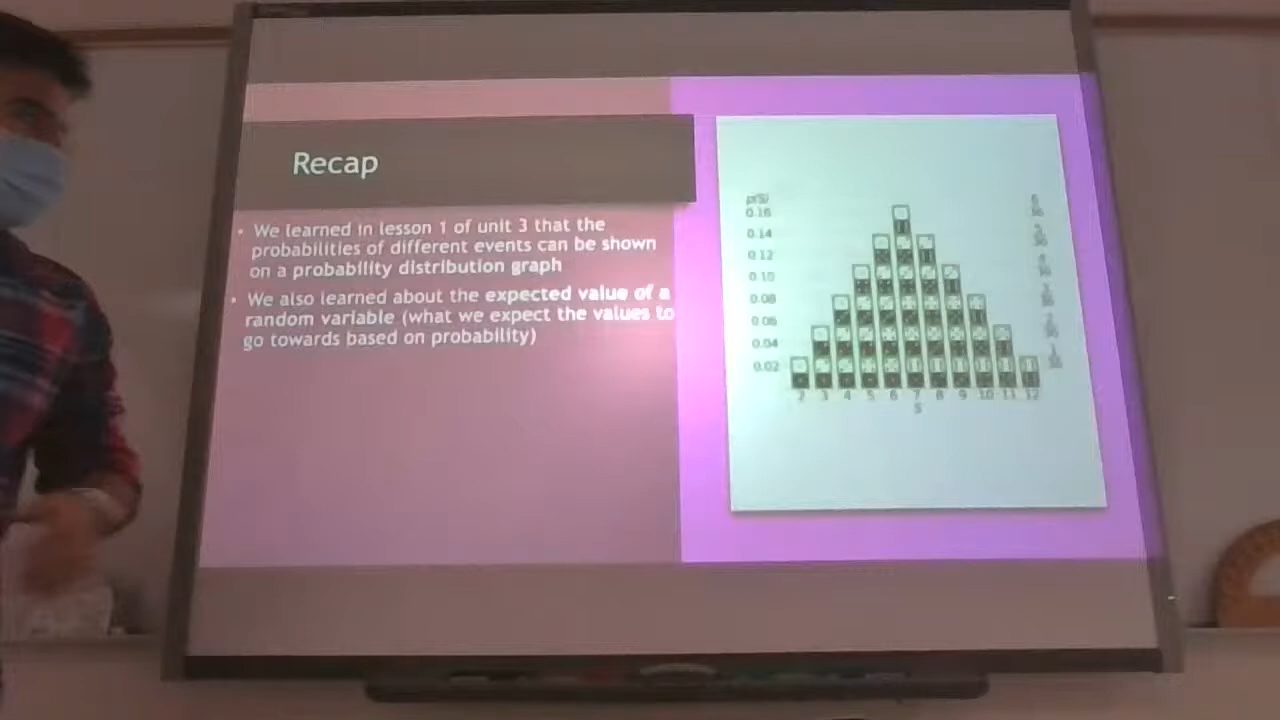 Recap
• We learned in lesson 1 of unit 3 that the
probabilities of different events can be shown
on a probability distribution graph
• We also learned about the expected value of a
random variable (what we expect the values to
go towards based on probability)
p(S)
0.16
0.14
0.12
0.10
0.08
0.06
0.04
0.02
2 3 4 5 6 7 8 9 10 11 12
S